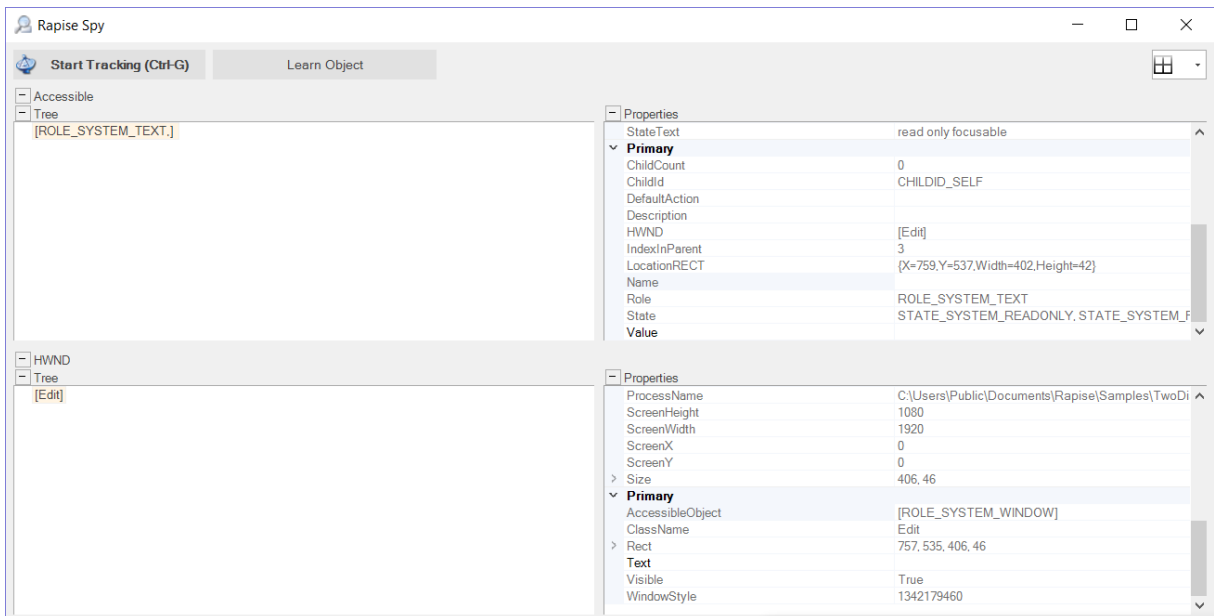 Rapise Spy
Start Tracking (Ctrl-G) Learn Object
Accessible
Tree
[ROLE_SYSTEM_TEXT,]
Properties
StateText read only focusable
Primary
ChildCount 0
ChildId CHILDID_SELF
DefaultAction
Description
HWND [Edit]
IndexInParent 3
LocationRECT {X=759,Y=537,Width=402,Height=42}
Name
Role ROLE_SYSTEM_TEXT
State STATE_SYSTEM_READONLY, STATE_SYSTEM_F
Value
HWND
Tree
[Edit]
Properties
ProcessName C:\Users\Public\Documents\Rapise\Samples\TwoDi
ScreenHeight 1080
ScreenWidth 1920
ScreenX 0
ScreenY 0
Size 406, 46
Primary
AccessibleObject [ROLE_SYSTEM_WINDOW]
ClassName Edit
Rect 757, 535, 406, 46
Text
Visible True
WindowStyle 1342179460